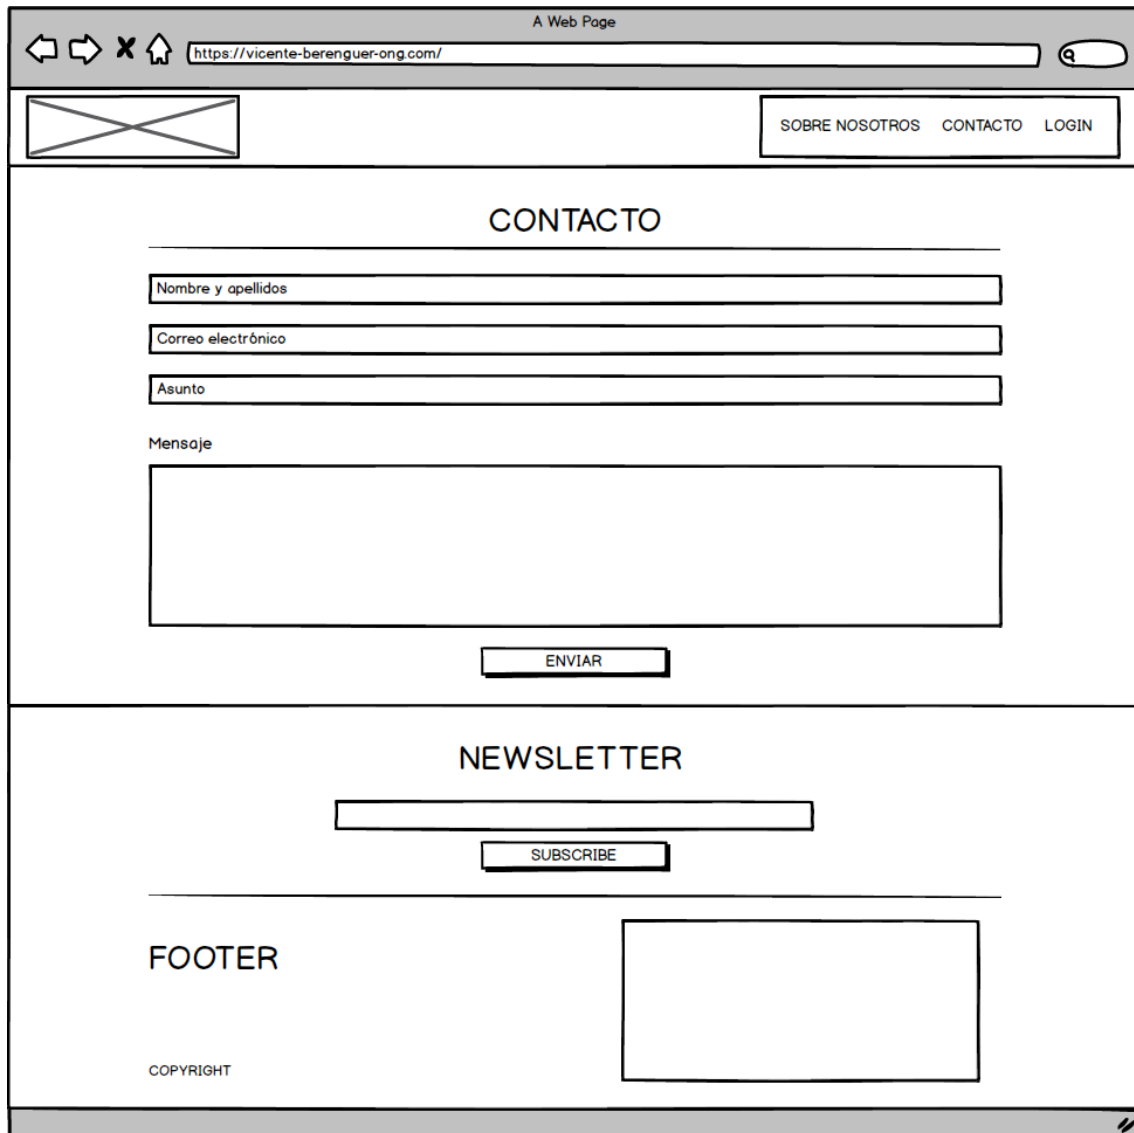 A Web Page
https://vicente-berenguer-ong.com/
SOBRE NOSOTROS CONTACTO LOGIN
CONTACTO
Nombre y apellidos
Correo electrónico
Asunto
Mensaje
ENVIAR
NEWSLETTER
SUBSCRIBE
FOOTER
COPYRIGHT